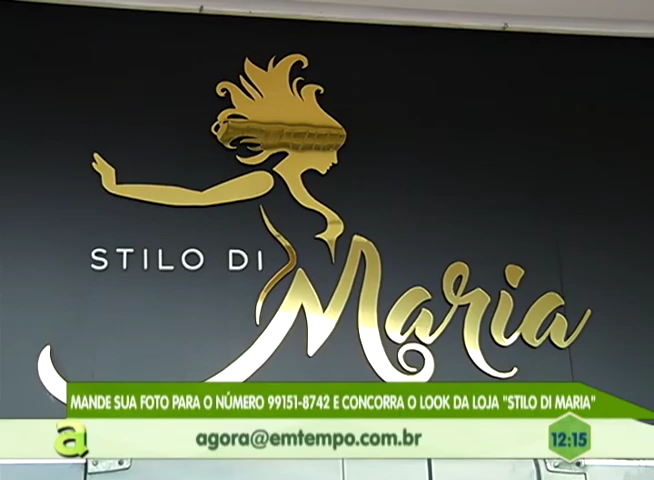 STILO DI
Maria
MANDE SUA FOTO PARA O NÚMERO 99151-8742 E CONCORRA O LOOK DA LOJA "STILO DI MARIA"
a agora@emtempo.com.br 12:15